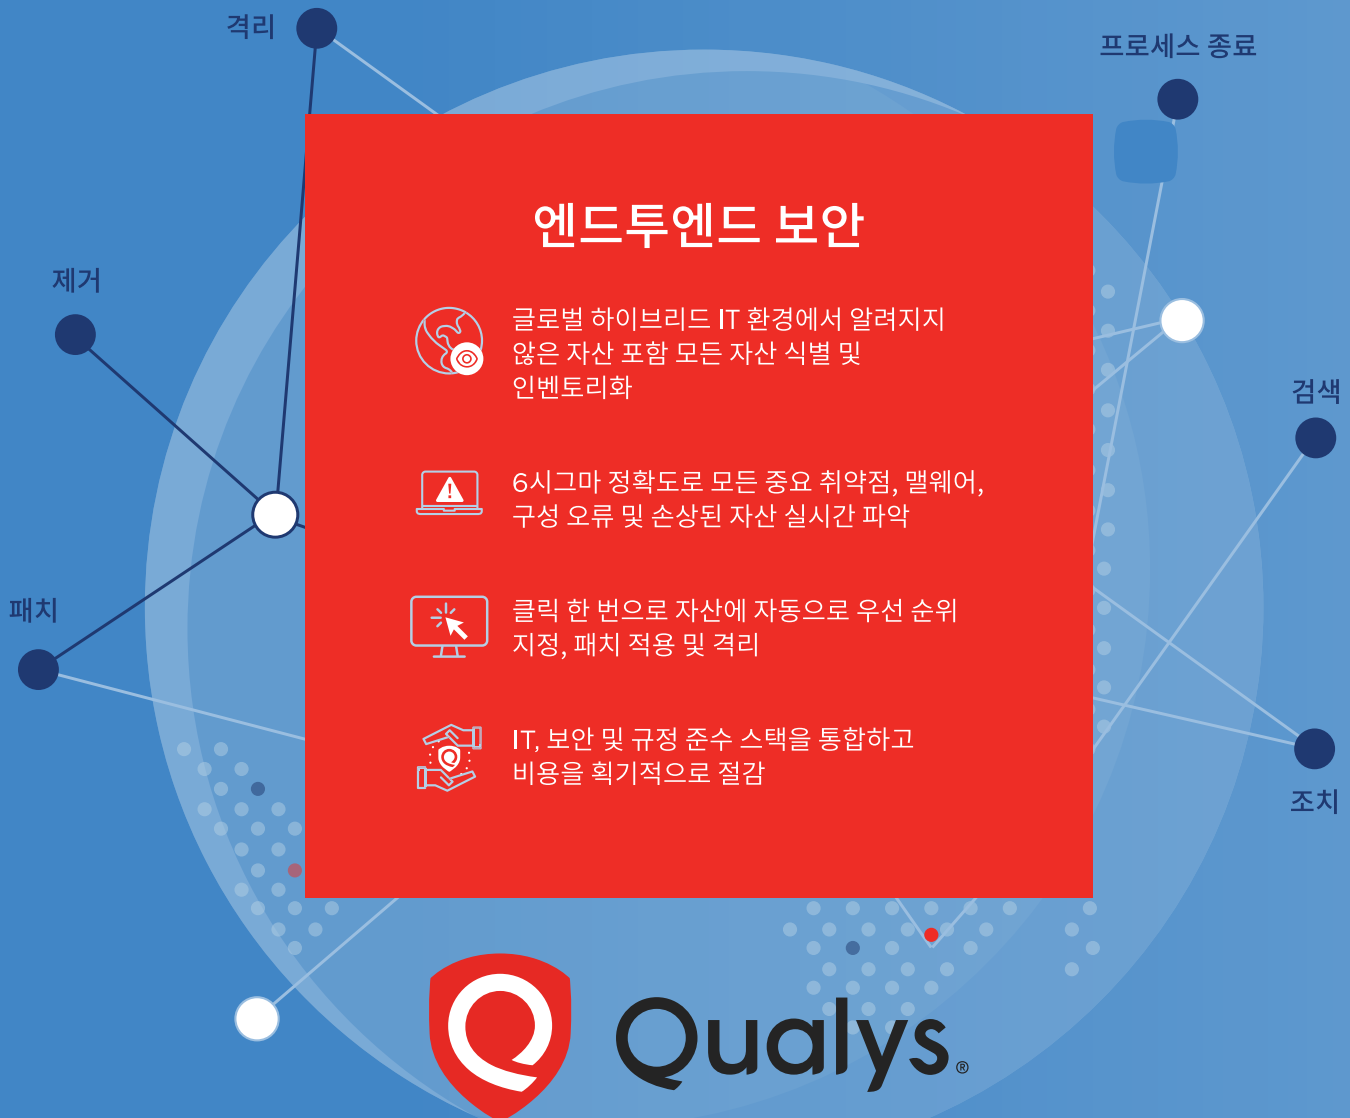 격리
프로세스 종료
엔드투엔드 보안
제거
글로벌 하이브리드 IT 환경에서 알려지지
않은 자산 포함 모든 자산 식별 및
인벤토리화
검색
6시그마 정확도로 모든 중요 취약점, 맬웨어,
구성 오류 및 손상된 자산 실시간 파악
패치
클릭 한 번으로 자산에 자동으로 우선 순위
지정, 패치 적용 및 격리
IT, 보안 및 규정 준수 스택을 통합하고
비용을 획기적으로 절감
조치
Qualys.®